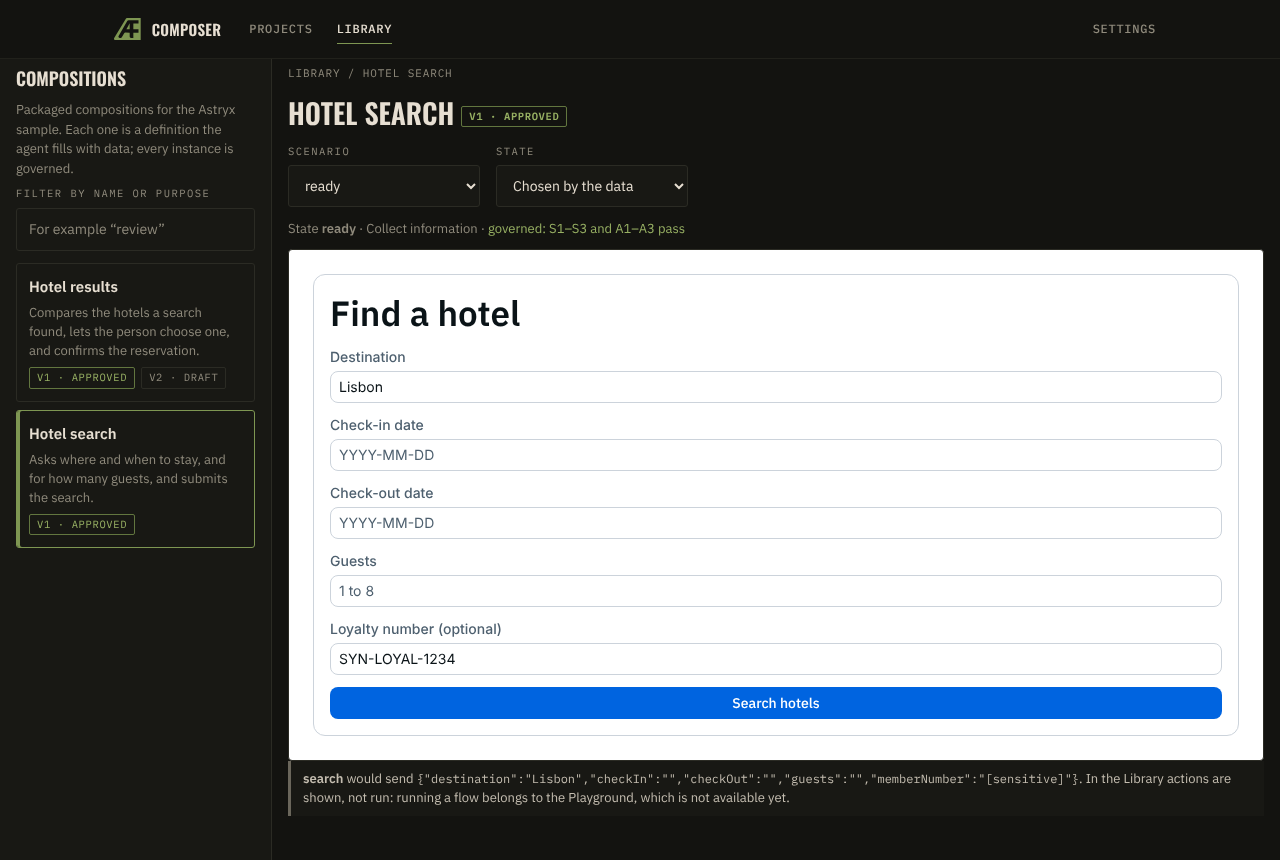 Æ COMPOSER PROJECTS LIBRARY SETTINGS
COMPOSITIONS
Packaged compositions for the Astryx
sample. Each one is a definition the
agent fills with data; every instance is
governed.
FILTER BY NAME OR PURPOSE
For example “review”
Hotel results
Compares the hotels a search
found, lets the person choose one,
and confirms the reservation.
V1 · APPROVED V2 · DRAFT
Hotel search
Asks where and when to stay, and
for how many guests, and submits
the search.
V1 · APPROVED
LIBRARY / HOTEL SEARCH
HOTEL SEARCH V1 · APPROVED
SCENARIO STATE
ready Chosen by the data
State ready · Collect information · governed: S1–S3 and A1–A3 pass
Find a hotel
Destination
Lisbon
Check-in date
YYYY-MM-DD
Check-out date
YYYY-MM-DD
Guests
1 to 8
Loyalty number (optional)
SYN-LOYAL-1234
Search hotels
search would send {"destination":"Lisbon","checkIn":"","checkOut":"","guests":"","memberNumber":"[sensitive]"}. In the Library actions are
shown, not run: running a flow belongs to the Playground, which is not available yet.